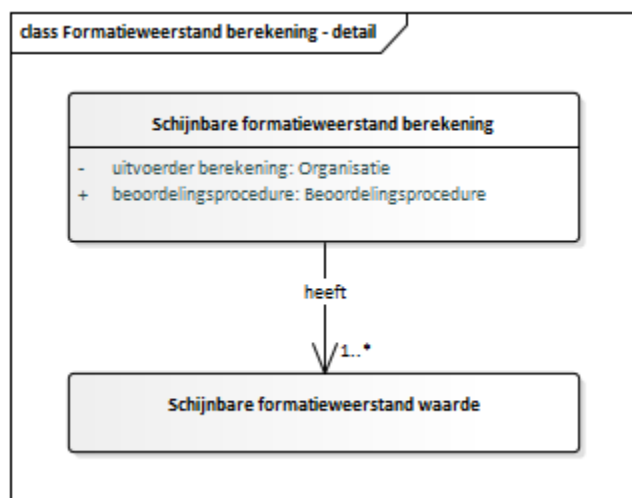 class Formatieweerstand berekening - detail
Schijnbare formatieweerstand berekening
- uitvoerder berekening: Organisatie
+ beoordelingsprocedure: Beoordelingsprocedure
heeft
1..*
Schijnbare formatieweerstand waarde